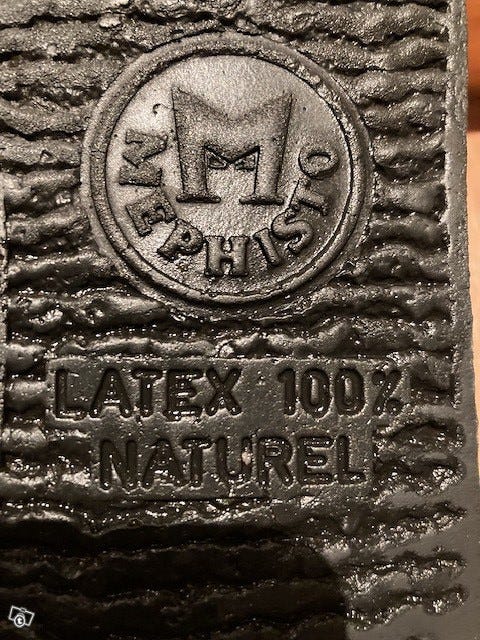 M
MEPHISTO
LATEX 100%
NATUREL